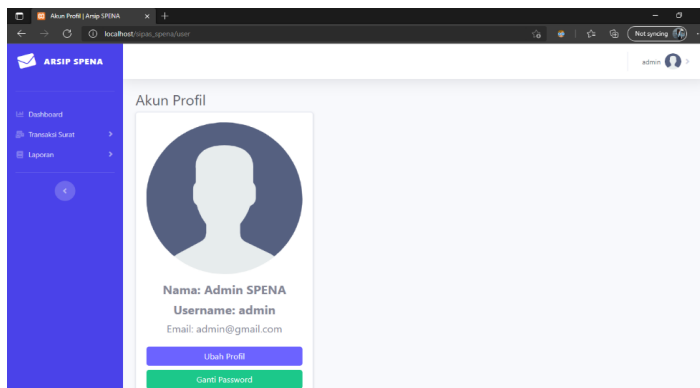 Akun Profil | Arsip SPENA
localhost/sipas_spena/user
Not syncing
ARSIP SPENA
admin
Dashboard
Transaksi Surat
Laporan
Akun Profil
Nama: Admin SPENA
Username: admin
Email: admin@gmail.com
Ubah Profil
Ganti Password